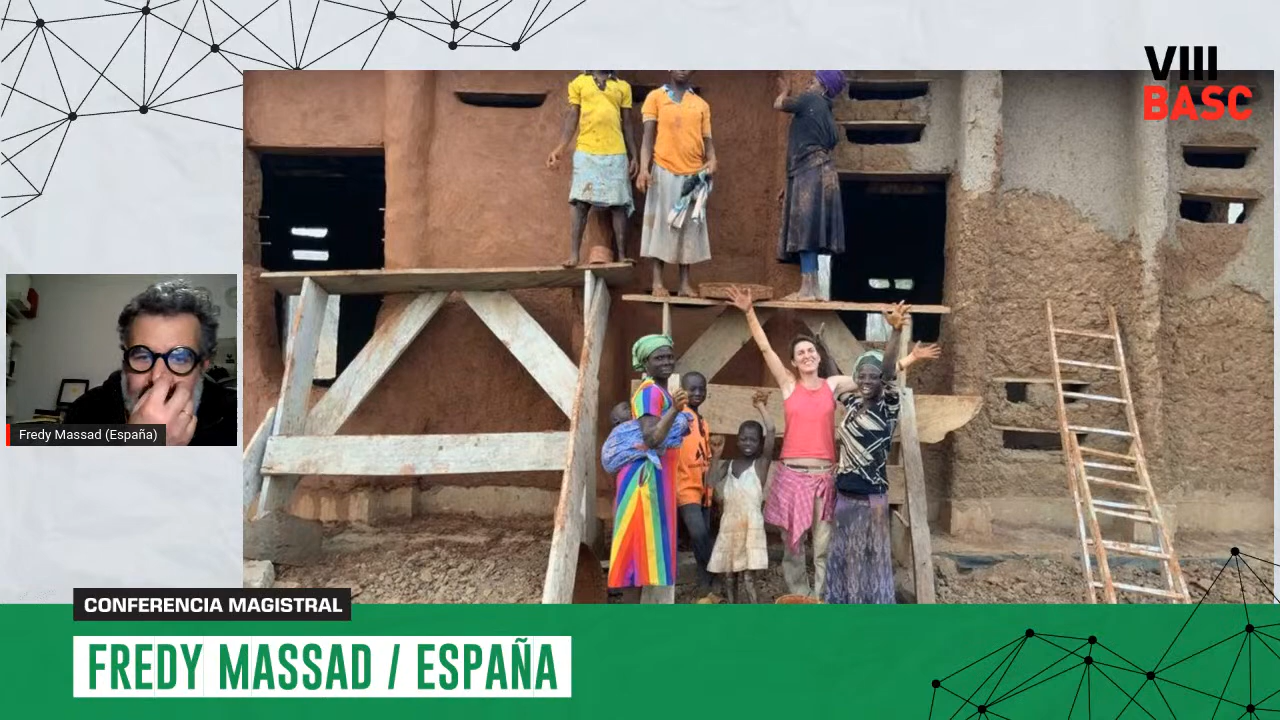 VIII
BASC
Fredy Massad (España)
CONFERENCIA MAGISTRAL
FREDY MASSAD / ESPAÑA